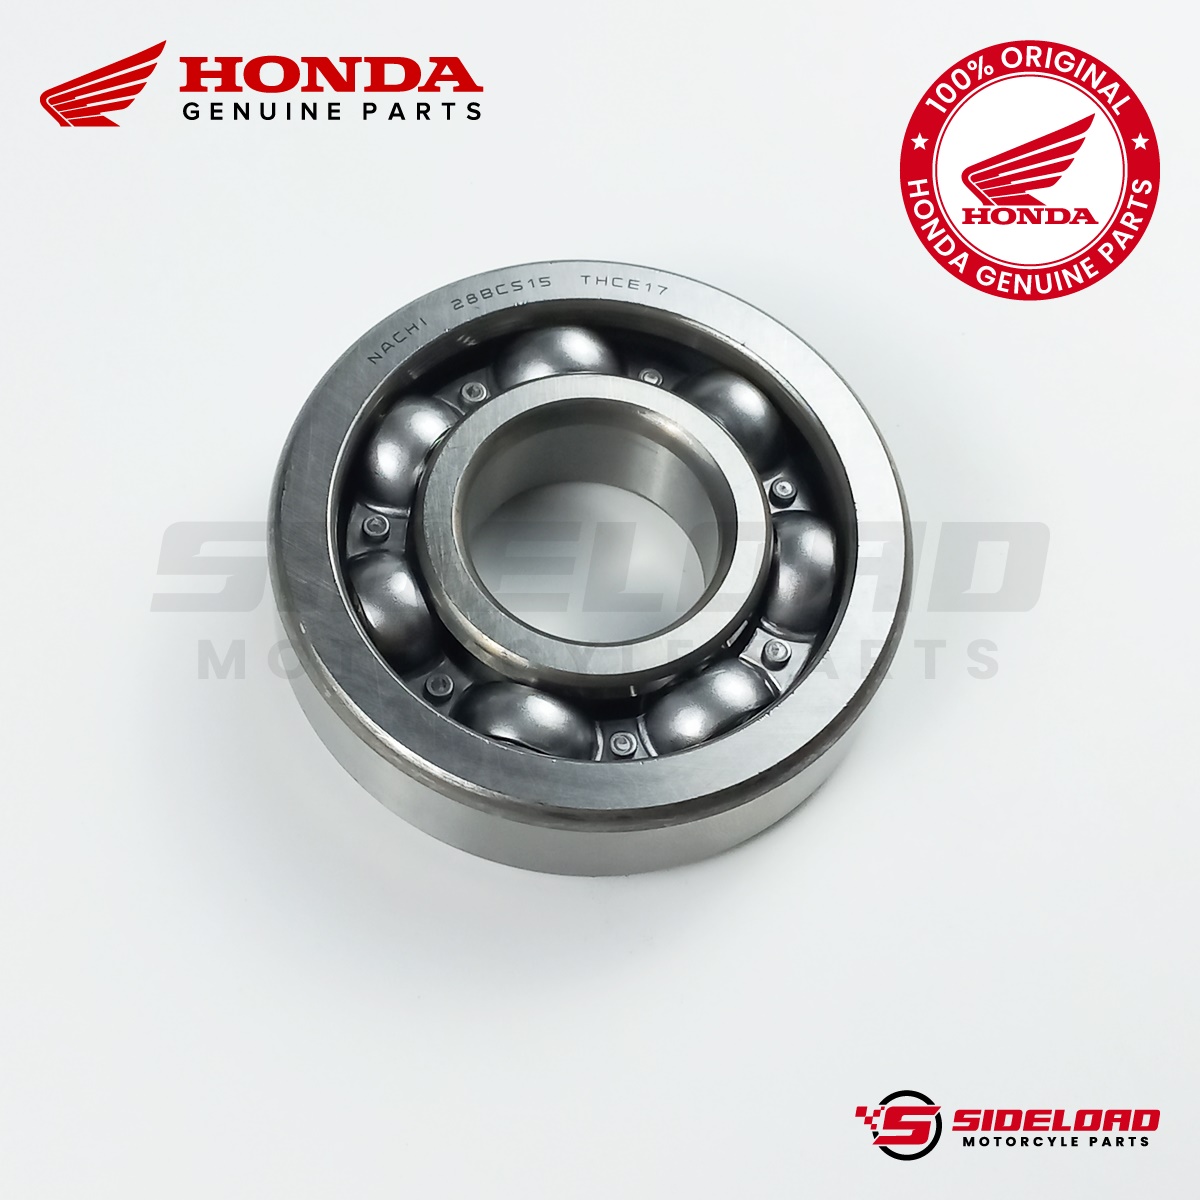 HONDA
GENUINE PARTS
100% ORIGINAL
HONDA
HONDA GENUINE PARTS
NACHI 28BCS15 THCE17
SIDELOAD
MOTORCYLE PARTS
SIDELOAD
MOTORCYLE PARTS